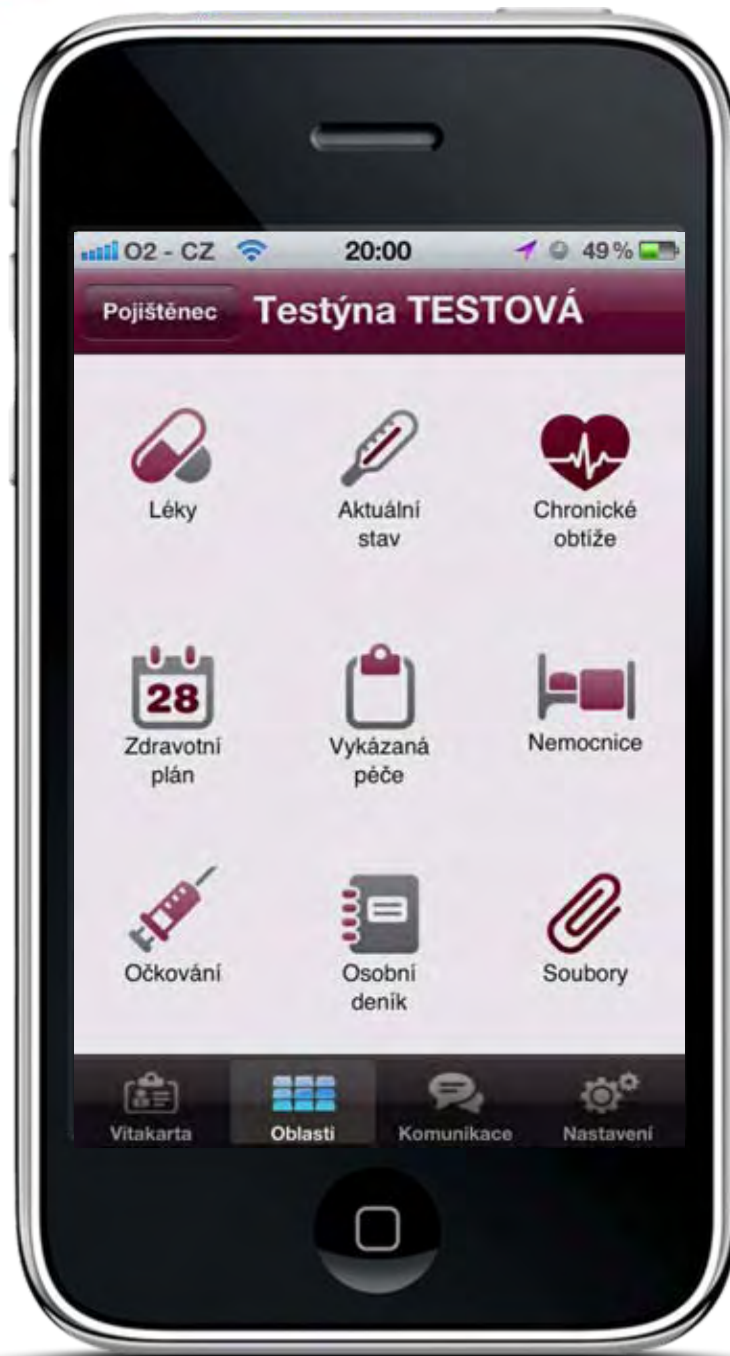 O2 - CZ 20:00 49 %
Pojištěnec Testýna TESTOVÁ
Léky Aktuální Chronické
stav obtíže
28
Zdravotní Vykázaná Nemocnice
plán péče
Očkování Osobní Soubory
deník
Vitakarta Oblasti Komunikace Nastavení